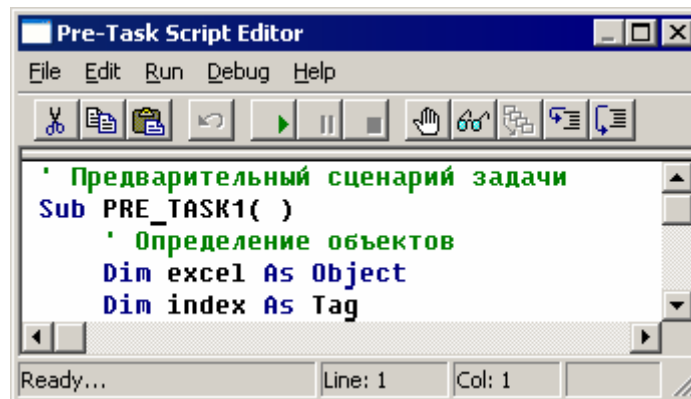 Pre-Task Script Editor
File Edit Run Debug Help
' Предварительный сценарий задачи
Sub PRE_TASK1( )
' Определение объектов
Dim excel As Object
Dim index As Tag
Ready... Line: 1 Col: 1